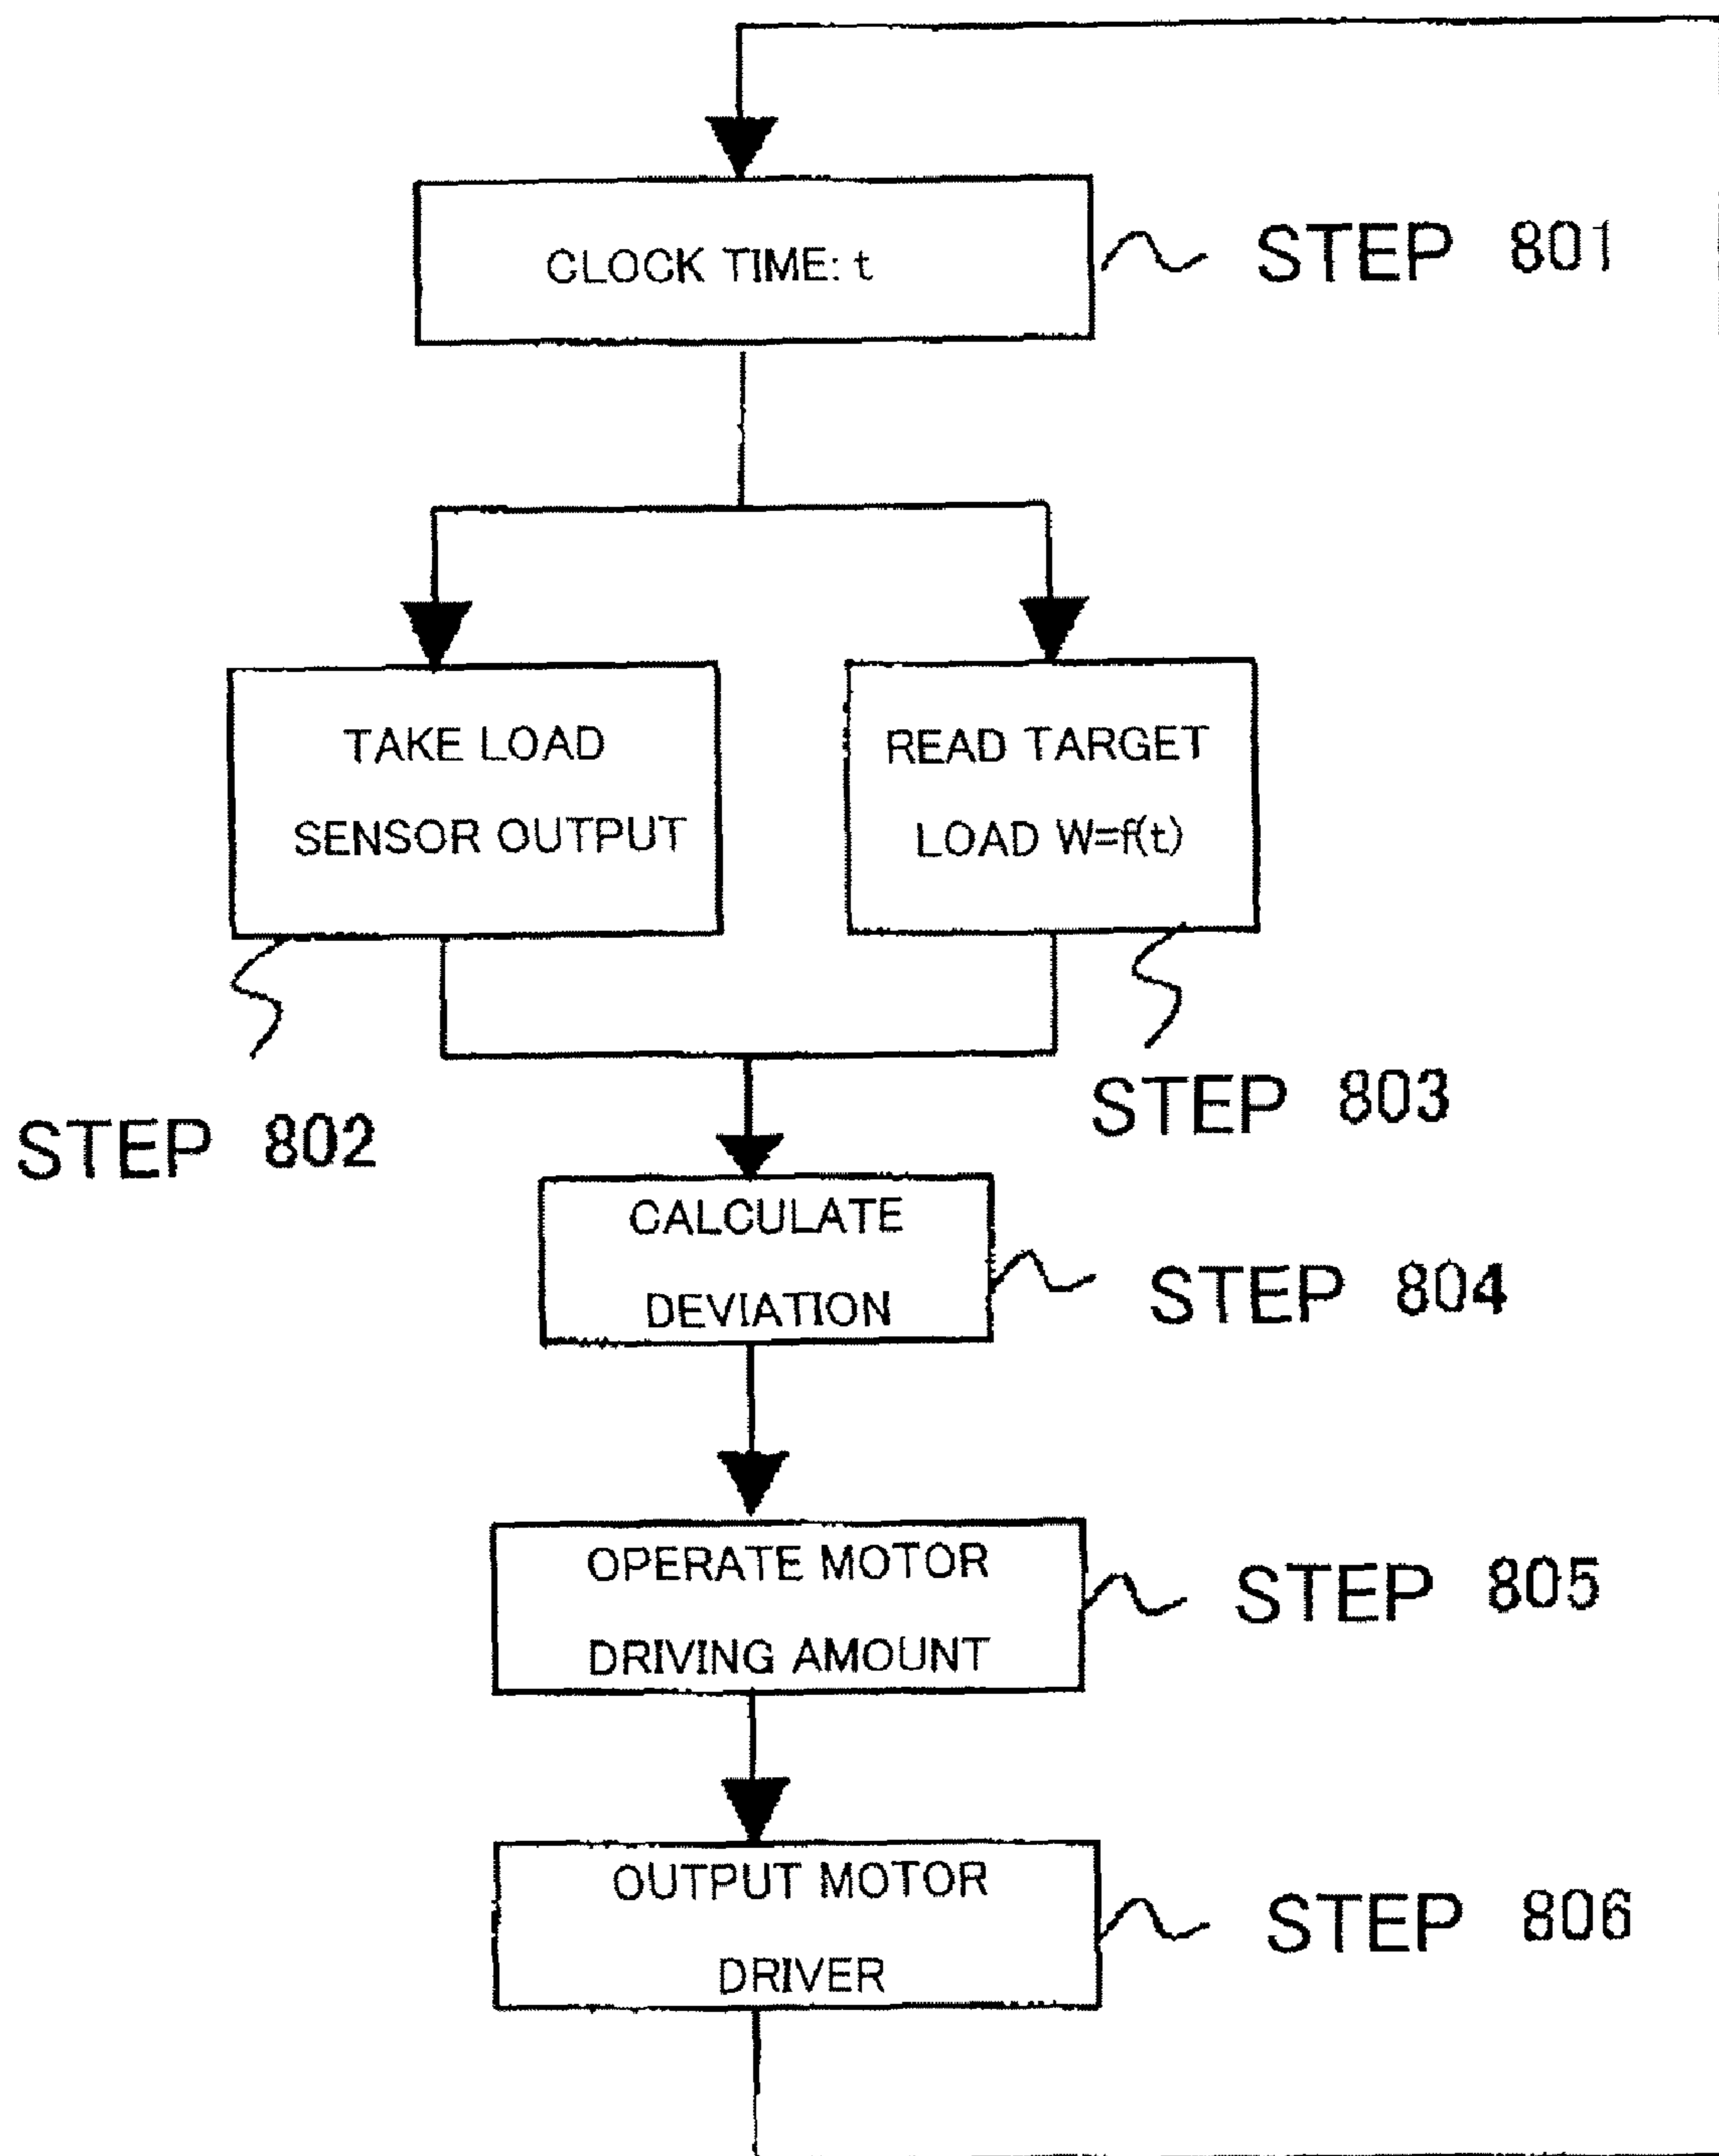 CLOCK TIME: t
STEP 801
TAKE LOAD
SENSOR OUTPUT
READ TARGET
LOAD W=f(t)
STEP 802
STEP 803
CALCULATE
DEVIATION
STEP 804
OPERATE MOTOR
DRIVING AMOUNT
STEP 805
OUTPUT MOTOR
DRIVER
STEP 806